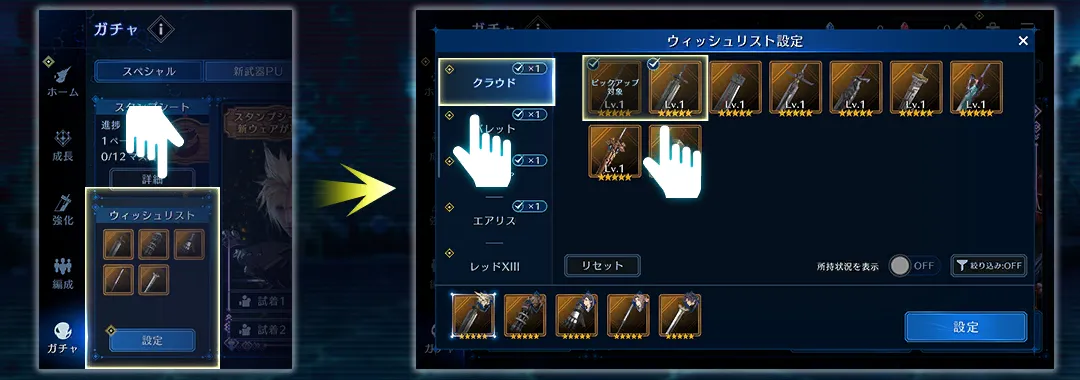 ガチャ
i
スペシャル
新武器PU
ホーム
スタンプシート
進捗
0/12
成長
詳細
強化
ウィッシュリスト
編成
試着1
設定
試着2
ガチャ
ウィッシュリスト設定
クラウド
×1
ピックアップ
対象
Lv.1
Lv.1
Lv.1
Lv.1
Lv.1
Lv.1
Lv.1
×1
レット
Lv.1
×1
エアリス
×1
レッドXIII
リセット
所持状況を表示
OFF
絞り込み:OFF
設定